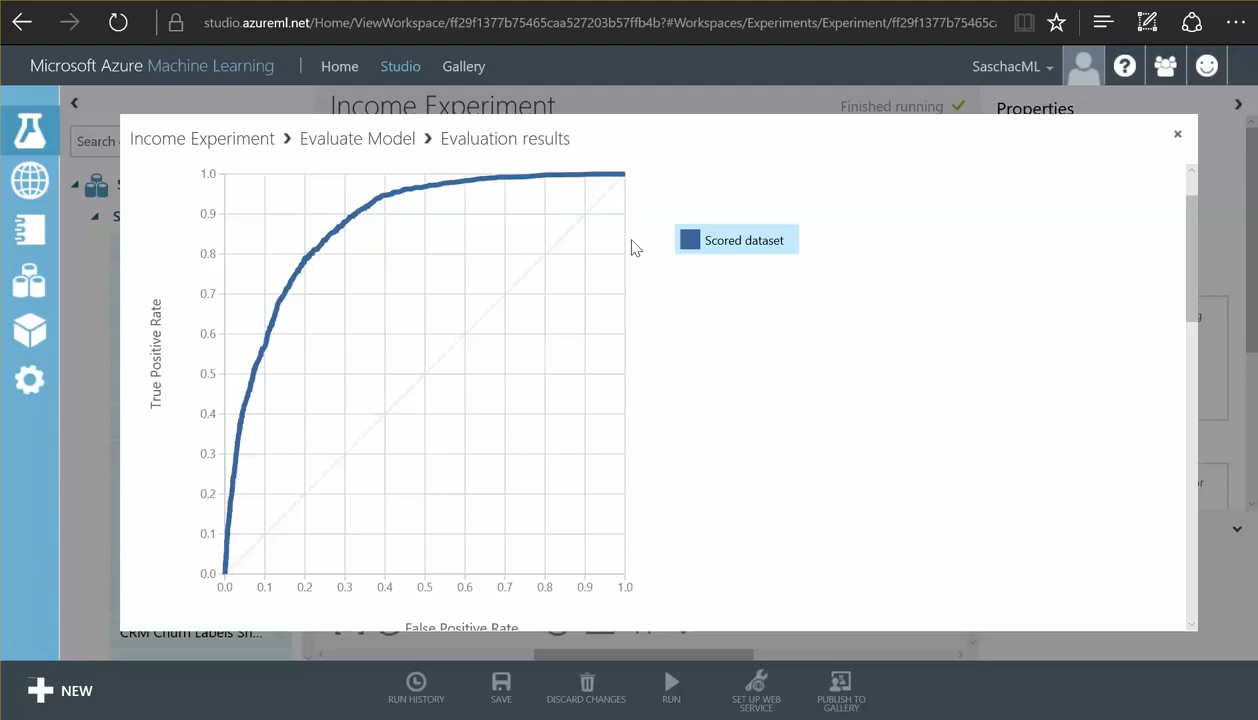 studio.azureml.net/Home/ViewWorkspace/ff29f1377b75465caa527203b57ffb4b?#Workspaces/Experiments/Experiment/ff29f1377b75465c
Microsoft Azure Machine Learning | Home Studio Gallery SaschacML ?
Income Experiment Finished running Properties
Income Experiment > Evaluate Model > Evaluation results ×
Search
S
S
1.0
0.9
0.8
0.7
0.6
0.5
0.4
0.3
0.2
0.1
0.0
True Positive Rate
Scored dataset
0.0 0.1 0.2 0.3 0.4 0.5 0.6 0.7 0.8 0.9 1.0
False Positive Rate
g
or
CRM Churn Labels Sh...
NEW
RUN HISTORY
SAVE
DISCARD CHANGES
RUN
SET UP WEB
SERVICE
PUBLISH TO
GALLERY